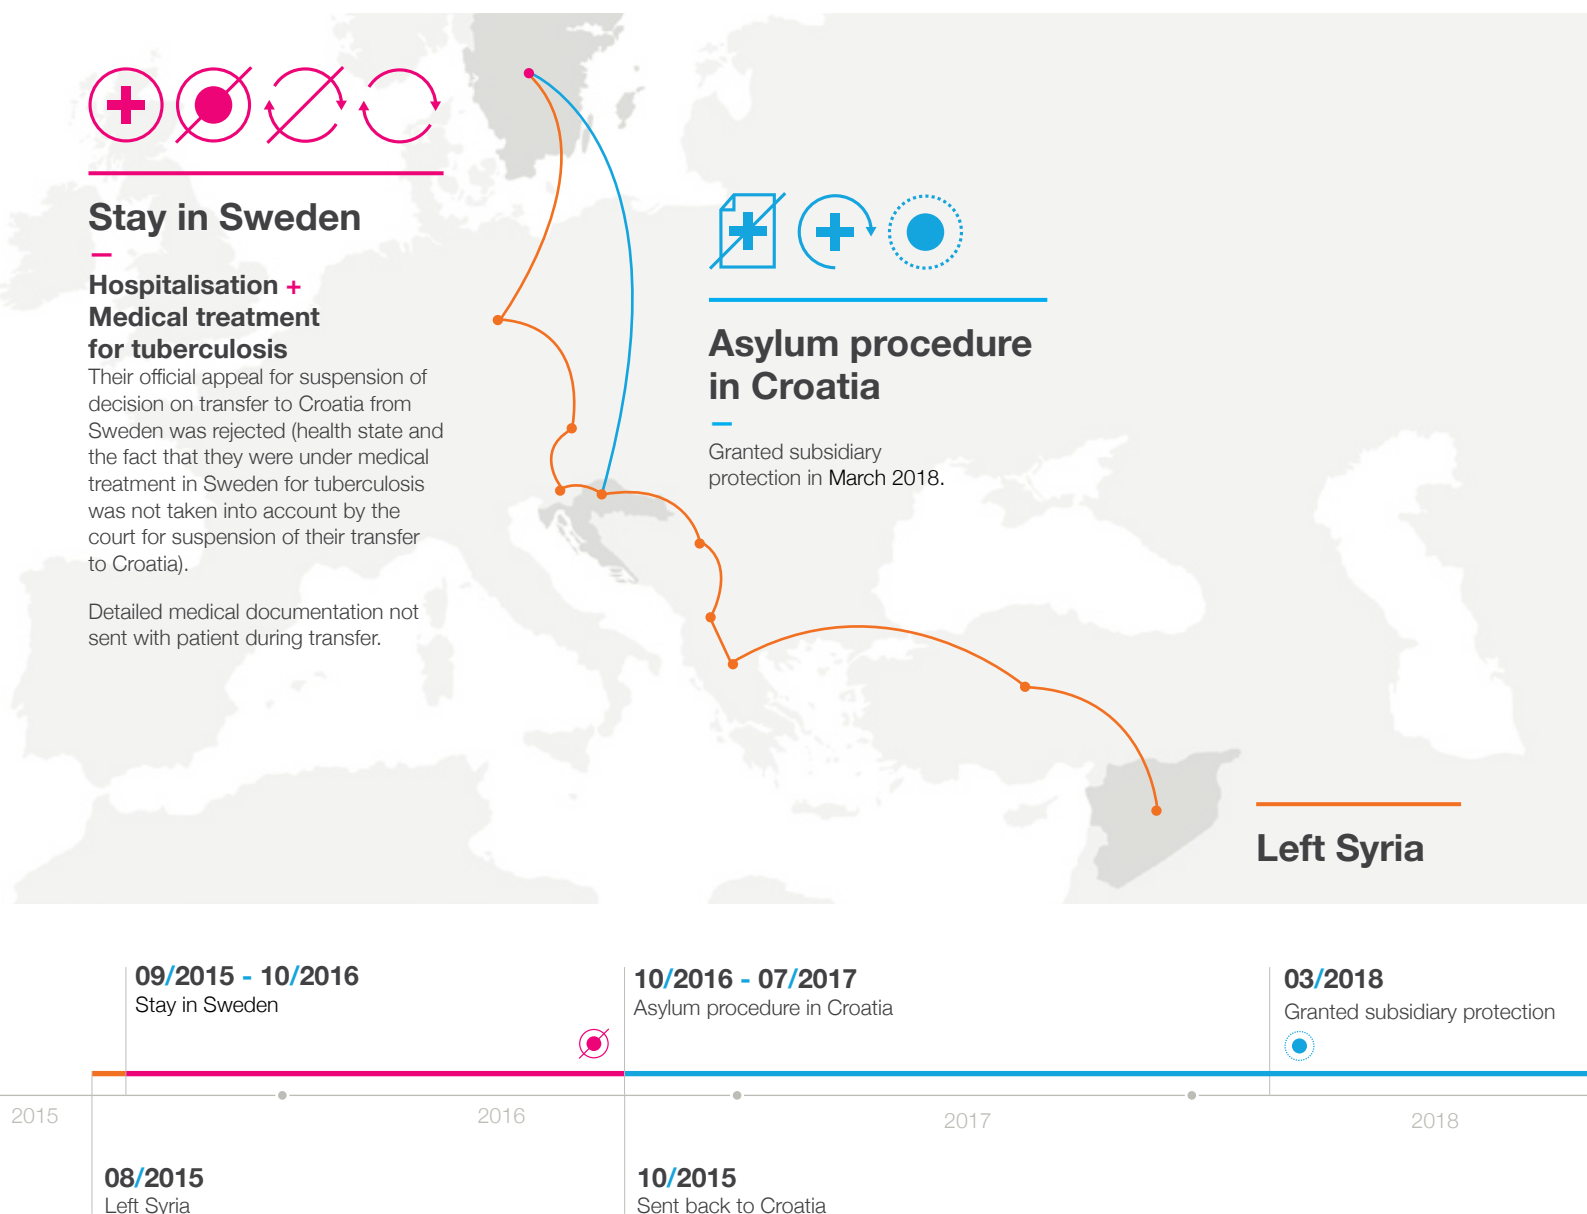 Stay in Sweden
Hospitalisation +
Medical treatment
for tuberculosis
Their official appeal for suspension of
decision on transfer to Croatia from
Sweden was rejected (health state and
the fact that they were under medical
treatment in Sweden for tuberculosis
was not taken into account by the
court for suspension of their transfer
to Croatia).
Detailed medical documentation not
sent with patient during transfer.
Asylum procedure
in Croatia
Granted subsidiary
protection in March 2018.
Left Syria
09/2015 - 10/2016
Stay in Sweden
10/2016 - 07/2017
Asylum procedure in Croatia
03/2018
Granted subsidiary protection
2015
2016
2017
2018
08/2015
Left Syria
10/2015
Sent back to Croatia